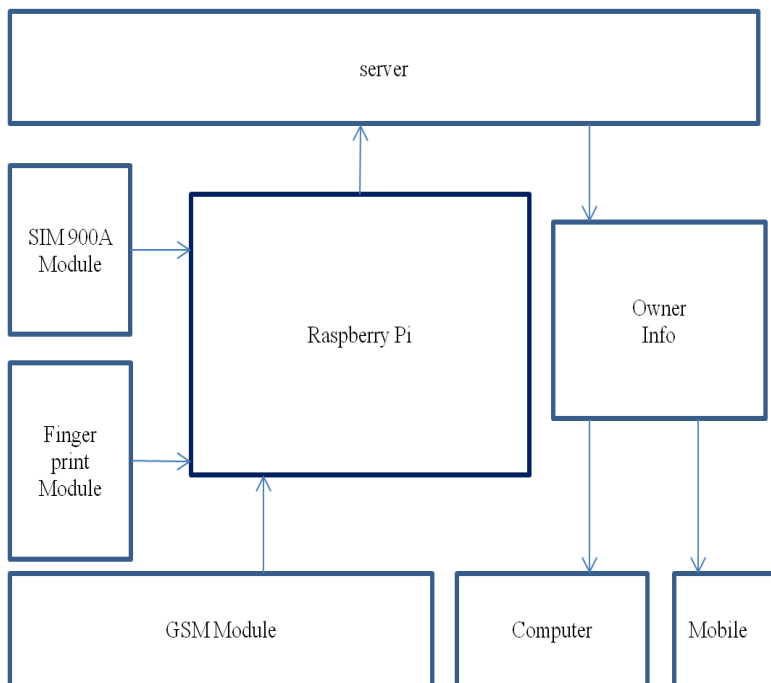 server
SIM 900A
Module
Raspberry Pi
Owner
Info
Finger
print
Module
GSM Module
Computer
Mobile